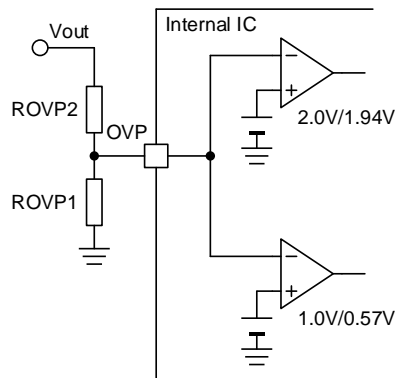 Internal IC
Vout
−
+
ROVP2
OVP
2.0V/1.94V
ROVP1
−
+
1.0V/0.57V